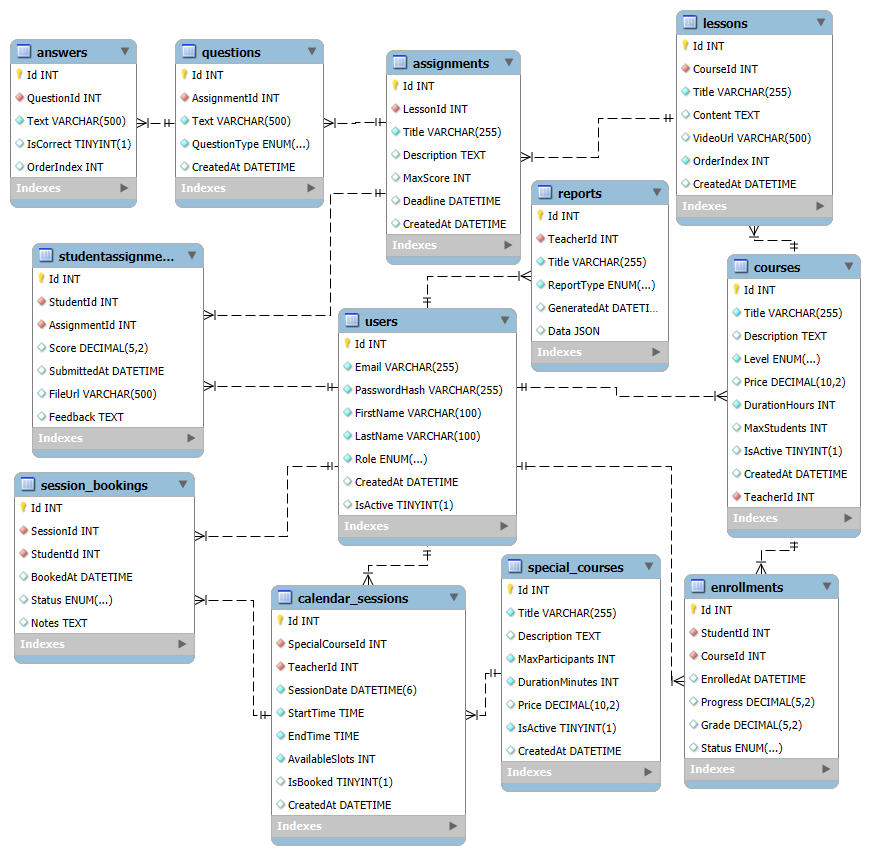 answers
Id INT
QuestionId INT
Text VARCHAR(500)
IsCorrect TINYINT(1)
OrderIndex INT
Indexes
questions
Id INT
AssignmentId INT
Text VARCHAR(500)
QuestionType ENUM(...)
CreatedAt DATETIME
Indexes
assignments
Id INT
LessonId INT
Title VARCHAR(255)
Description TEXT
MaxScore INT
Deadline DATETIME
CreatedAt DATETIME
Indexes
lessons
Id INT
CourseId INT
Title VARCHAR(255)
Content TEXT
VideoUrl VARCHAR(500)
OrderIndex INT
CreatedAt DATETIME
Indexes
reports
Id INT
TeacherId INT
Title VARCHAR(255)
ReportType ENUM(...)
GeneratedAt DATETI...
Data JSON
Indexes
studentassignme...
Id INT
StudentId INT
AssignmentId INT
Score DECIMAL(5,2)
SubmittedAt DATETIME
FileUrl VARCHAR(500)
Feedback TEXT
Indexes
users
Id INT
Email VARCHAR(255)
PasswordHash VARCHAR(255)
FirstName VARCHAR(100)
LastName VARCHAR(100)
Role ENUM(...)
CreatedAt DATETIME
IsActive TINYINT(1)
Indexes
courses
Id INT
Title VARCHAR(255)
Description TEXT
Level ENUM(...)
Price DECIMAL(10,2)
DurationHours INT
MaxStudents INT
IsActive TINYINT(1)
CreatedAt DATETIME
TeacherId INT
Indexes
session_bookings
Id INT
SessionId INT
StudentId INT
BookedAt DATETIME
Status ENUM(...)
Notes TEXT
Indexes
calendar_sessions
Id INT
SpecialCourseId INT
TeacherId INT
SessionDate DATETIME(6)
StartTime TIME
EndTime TIME
AvailableSlots INT
IsBooked TINYINT(1)
CreatedAt DATETIME
Indexes
special_courses
Id INT
Title VARCHAR(255)
Description TEXT
MaxParticipants INT
DurationMinutes INT
Price DECIMAL(10,2)
IsActive TINYINT(1)
CreatedAt DATETIME
Indexes
enrollments
Id INT
StudentId INT
CourseId INT
EnrolledAt DATETIME
Progress DECIMAL(5,2)
Grade DECIMAL(5,2)
Status ENUM(...)
Indexes